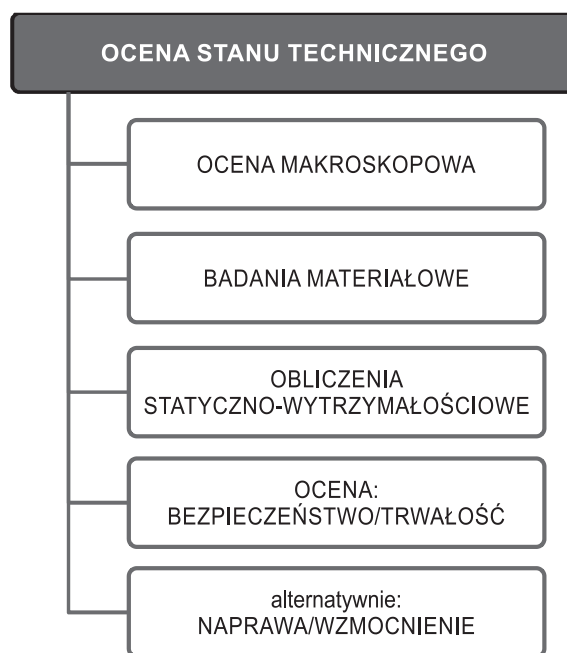 OCENA STANU TECHNICZNEGO
OCENA MAKROSKOPOWA
BADANIA MATERIAŁOWE
OBLICZENIA
STATYCZNO-WYTRZYMAŁOŚCIOWE
OCENA:
BEZPIECZEŃSTWO/TRWAŁOŚĆ
alternatywnie:
NAPRAWA/WZMOCNIENIE